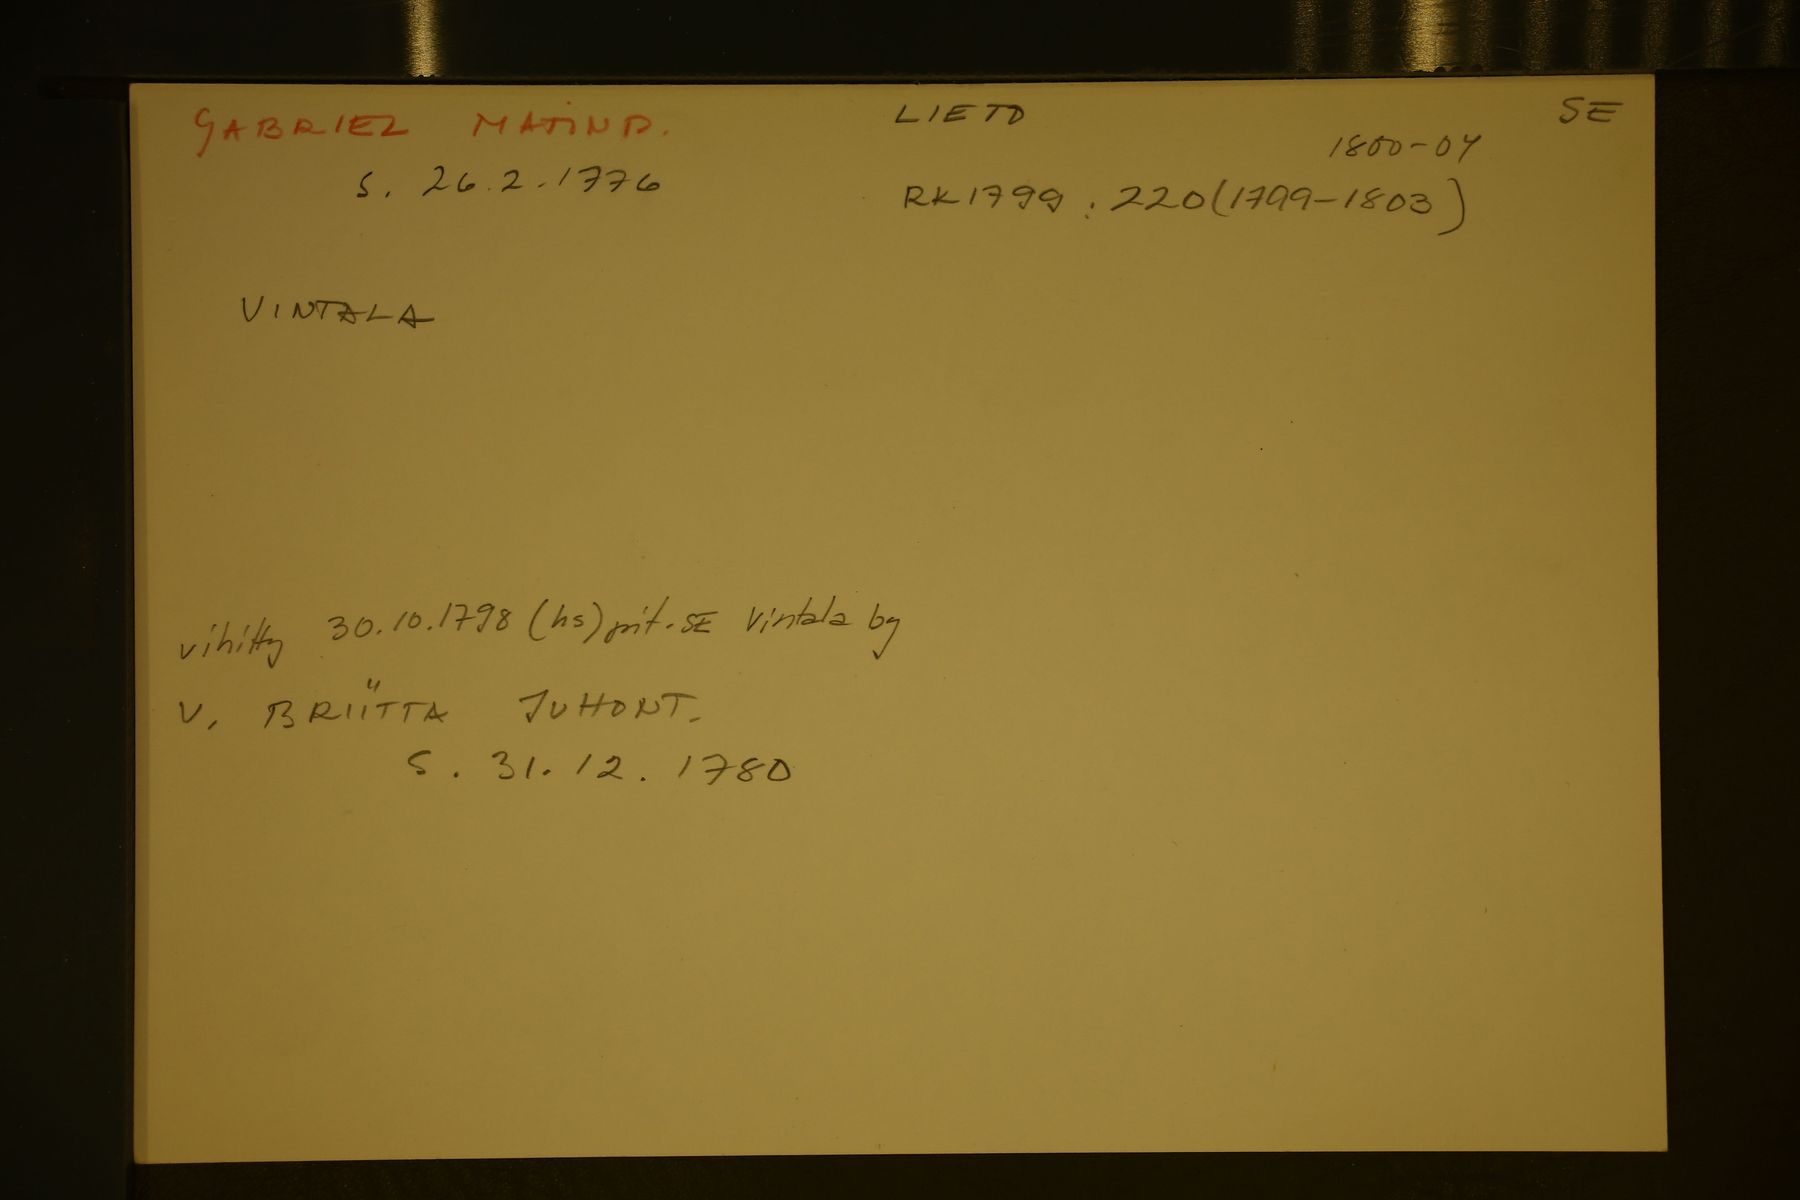 GABRIEL MATINP.
S. 26.2.1776
LIETO
SE
1800-04
RK1799: 220(1799-1803)
VINTALA
vihitty 30.10.1798 (hs) pit. SE Vintala by
V. BRIITTA JUHONT.
S. 31.12.1780